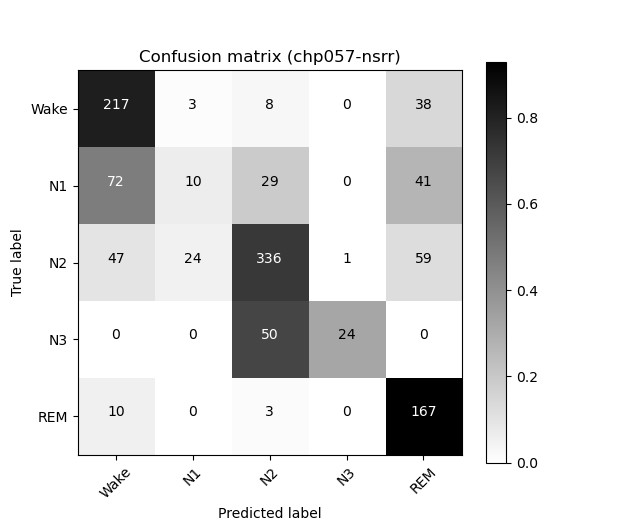 Confusion matrix (chp057-nsrr)
Wake 217 3 8 0 38
N1 72 10 29 0 41
N2 47 24 336 1 59
N3 0 0 50 24 0
REM 10 0 3 0 167
Wake N1 N2 N3 REM
Predicted label
True label
0.8
0.6
0.4
0.2
0.0